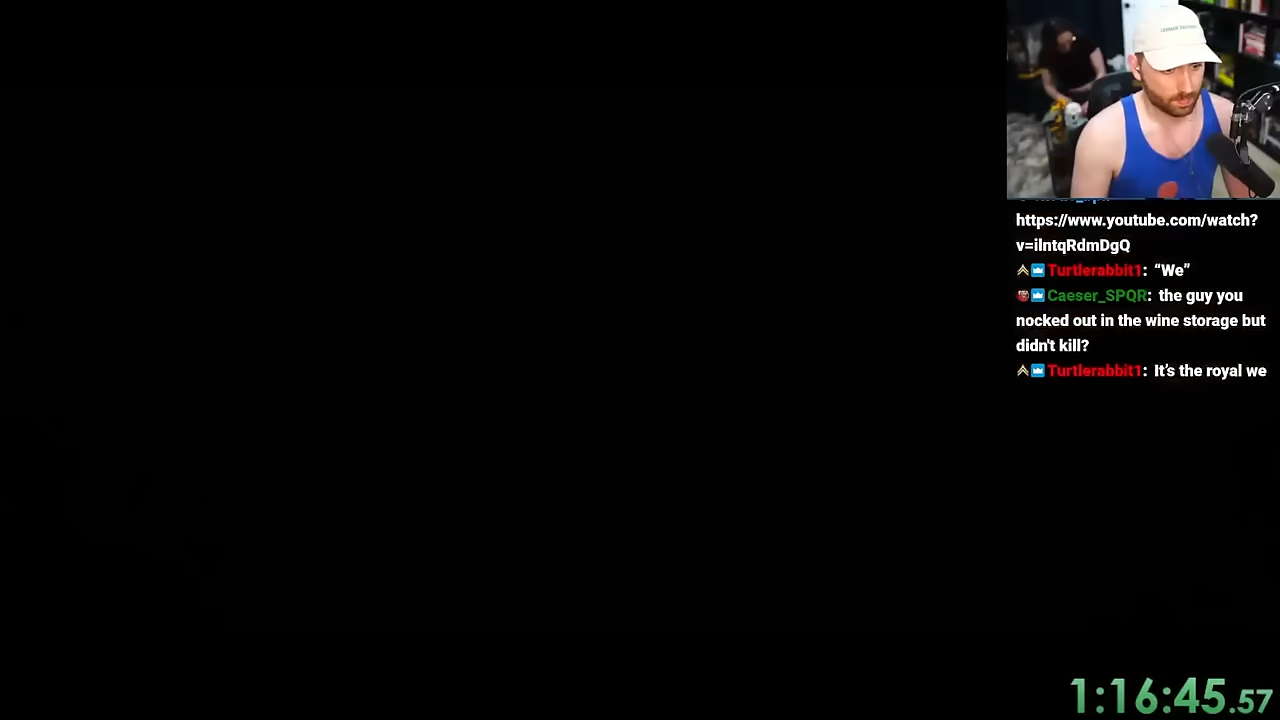 https://www.youtube.com/watch?
v=ilntqRdmDgQ
Turtlerabbit1: “We”
Caeser_SPQR: the guy you
nocked out in the wine storage but
didn't kill?
Turtlerabbit1: It’s the royal we
1:16:45.57